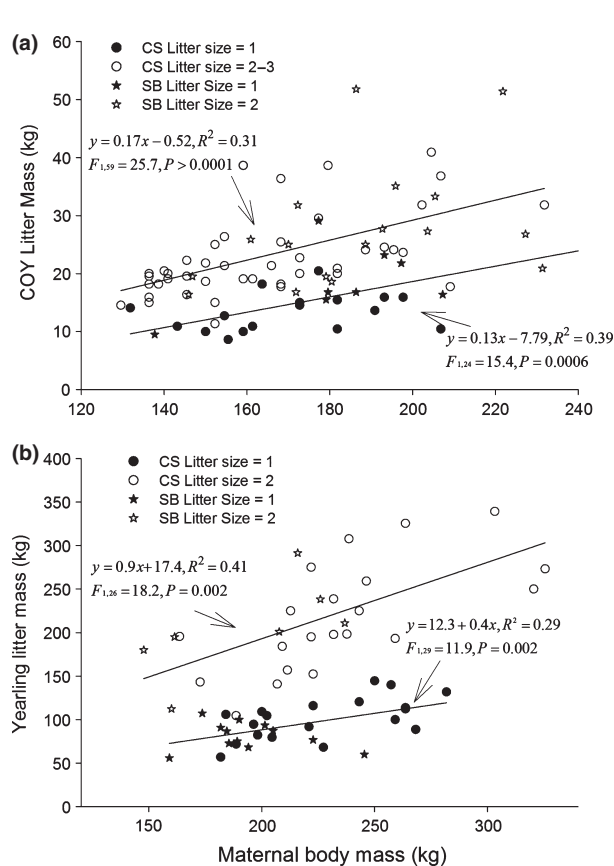 (a)
60
50
40
30
20
10
0
COY Litter Mass (kg)
CS Litter size = 1
CS Litter size = 2–3
SB Litter Size = 1
SB Litter Size = 2
y = 0.17x − 0.52, R² = 0.31
F₁,₅₉ = 25.7, P > 0.0001
y = 0.13x − 7.79, R² = 0.39
F₁,₂₄ = 15.4, P = 0.0006
120 140 160 180 200 220 240
(b)
400
350
300
250
200
150
100
50
0
Yearling litter mass (kg)
CS Litter size = 1
CS Litter size = 2
SB Litter Size = 1
SB Litter Size = 2
y = 0.9x+17.4, R² = 0.41
F₁,₂₆ = 18.2, P = 0.002
y = 12.3 + 0.4x, R² = 0.29
F₁,₂₉ = 11.9, P = 0.002
150 200 250 300
Maternal body mass (kg)